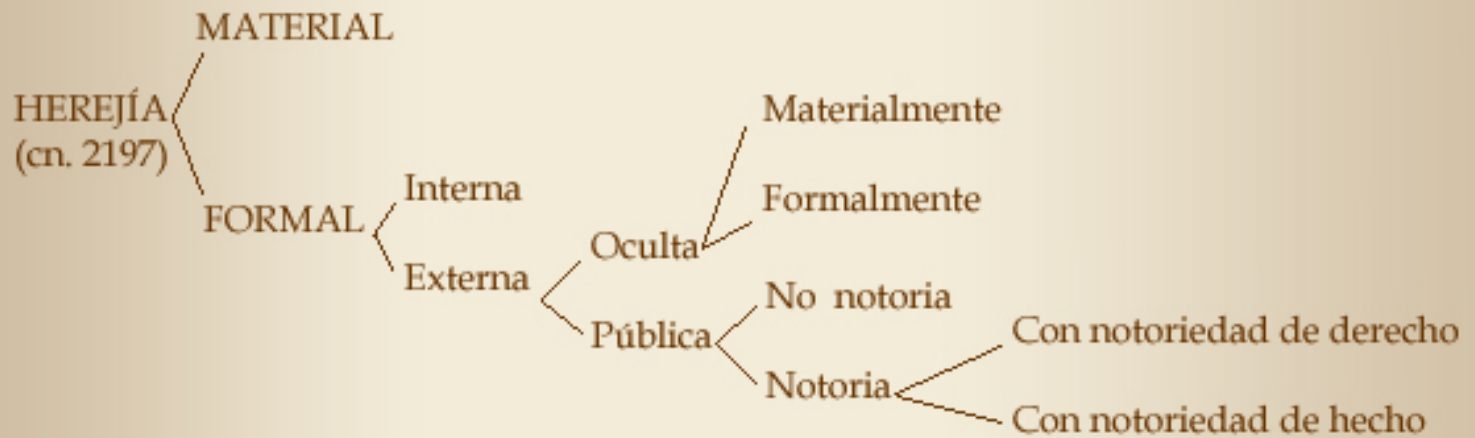 MATERIAL
HEREJÍA
(cn. 2197)
FORMAL
Interna
Externa
Oculta
Materialmente
Formalmente
Pública
No notoria
Notoria
Con notoriedad de derecho
Con notoriedad de hecho